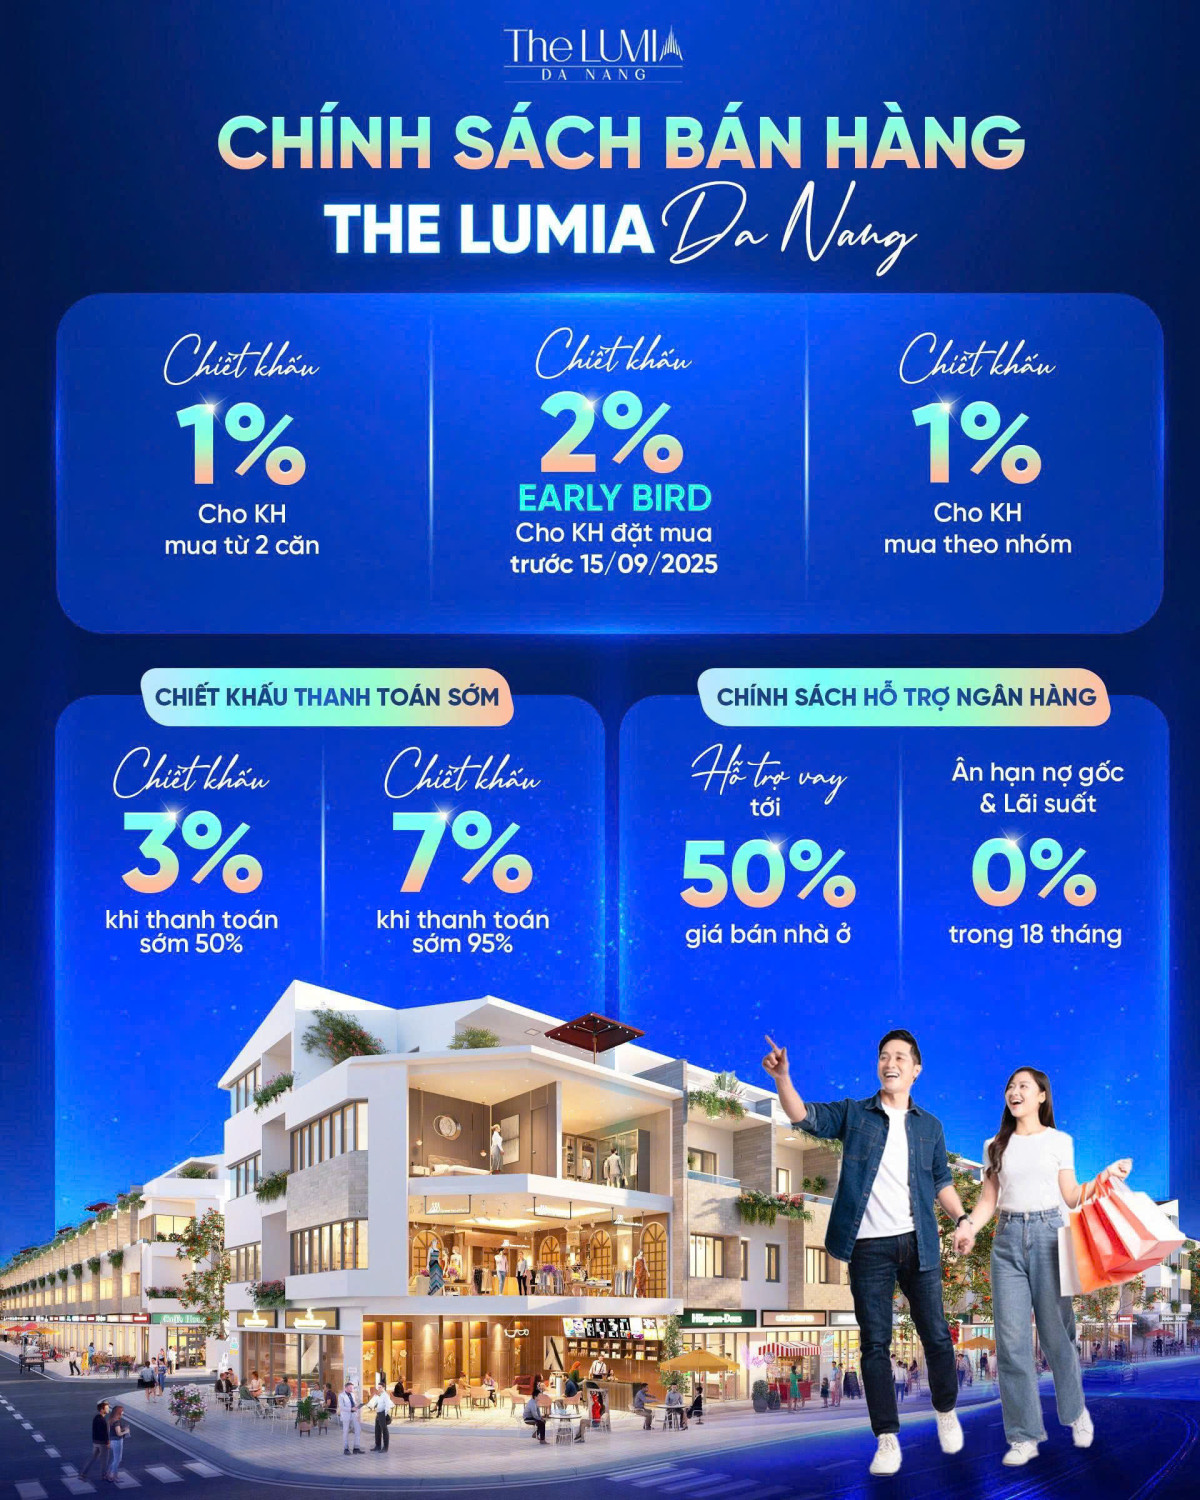 The LUMIA
DA NANG
CHÍNH SÁCH BÁN HÀNG
THE LUMIA Da Nang
Chiết khấu
1%
Cho KH
mua từ 2 căn
Chiết khấu
2%
EARLY BIRD
Cho KH đặt mua
trước 15/09/2025
Chiết khấu
1%
Cho KH
mua theo nhóm
CHIẾT KHẤU THANH TOÁN SỚM
Chiết khấu
3%
khi thanh toán
sớm 50%
Chiết khấu
7%
khi thanh toán
sớm 95%
CHÍNH SÁCH HỖ TRỢ NGÂN HÀNG
Hỗ trợ vay
tới
50%
giá bán nhà ở
Ân hạn nợ gốc
& Lãi suất
0%
trong 18 tháng